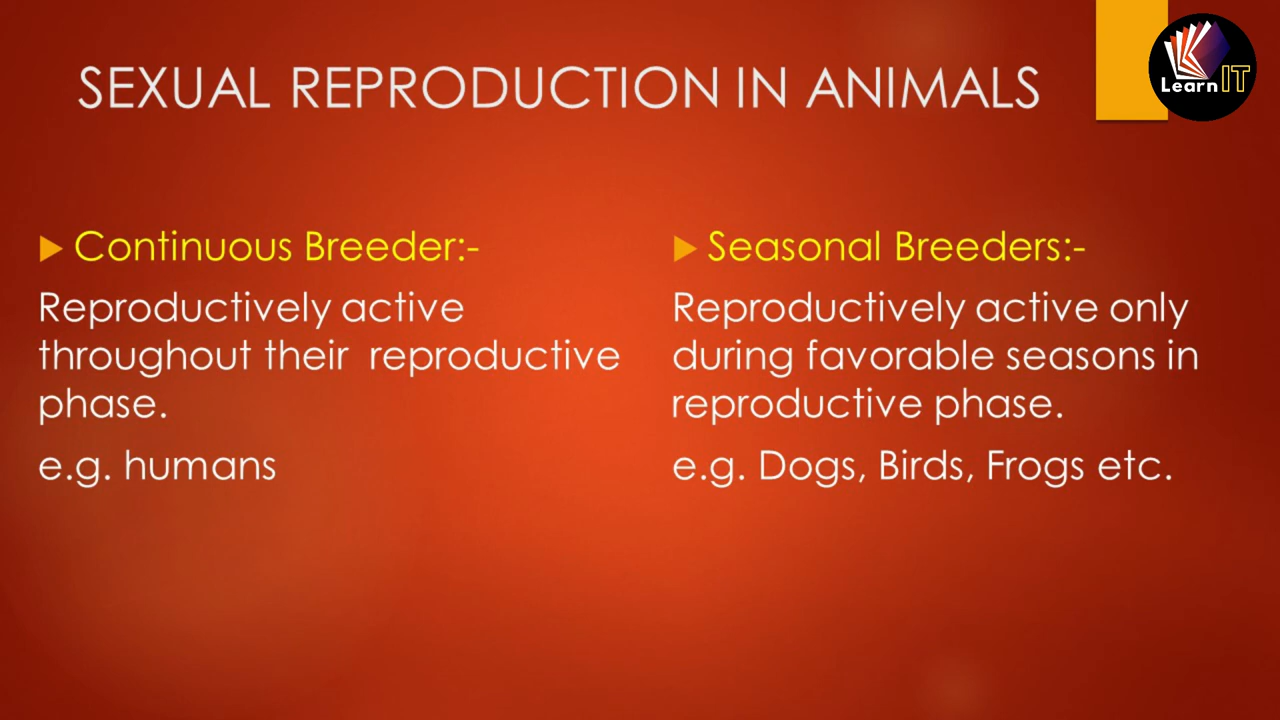 SEXUAL REPRODUCTION IN ANIMALS
Learn IT
Continuous Breeder:-
Reproductively active
throughout their reproductive
phase.
e.g. humans
Seasonal Breeders:-
Reproductively active only
during favorable seasons in
reproductive phase.
e.g. Dogs, Birds, Frogs etc.